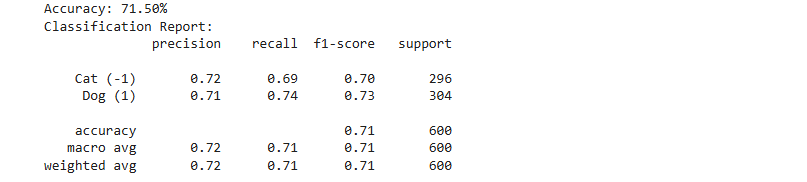 Accuracy: 71.50%
Classification Report:
precision recall f1-score support
Cat (-1) 0.72 0.69 0.70 296
Dog (1) 0.71 0.74 0.73 304
accuracy 0.71 600
macro avg 0.72 0.71 0.71 600
weighted avg 0.72 0.71 0.71 600